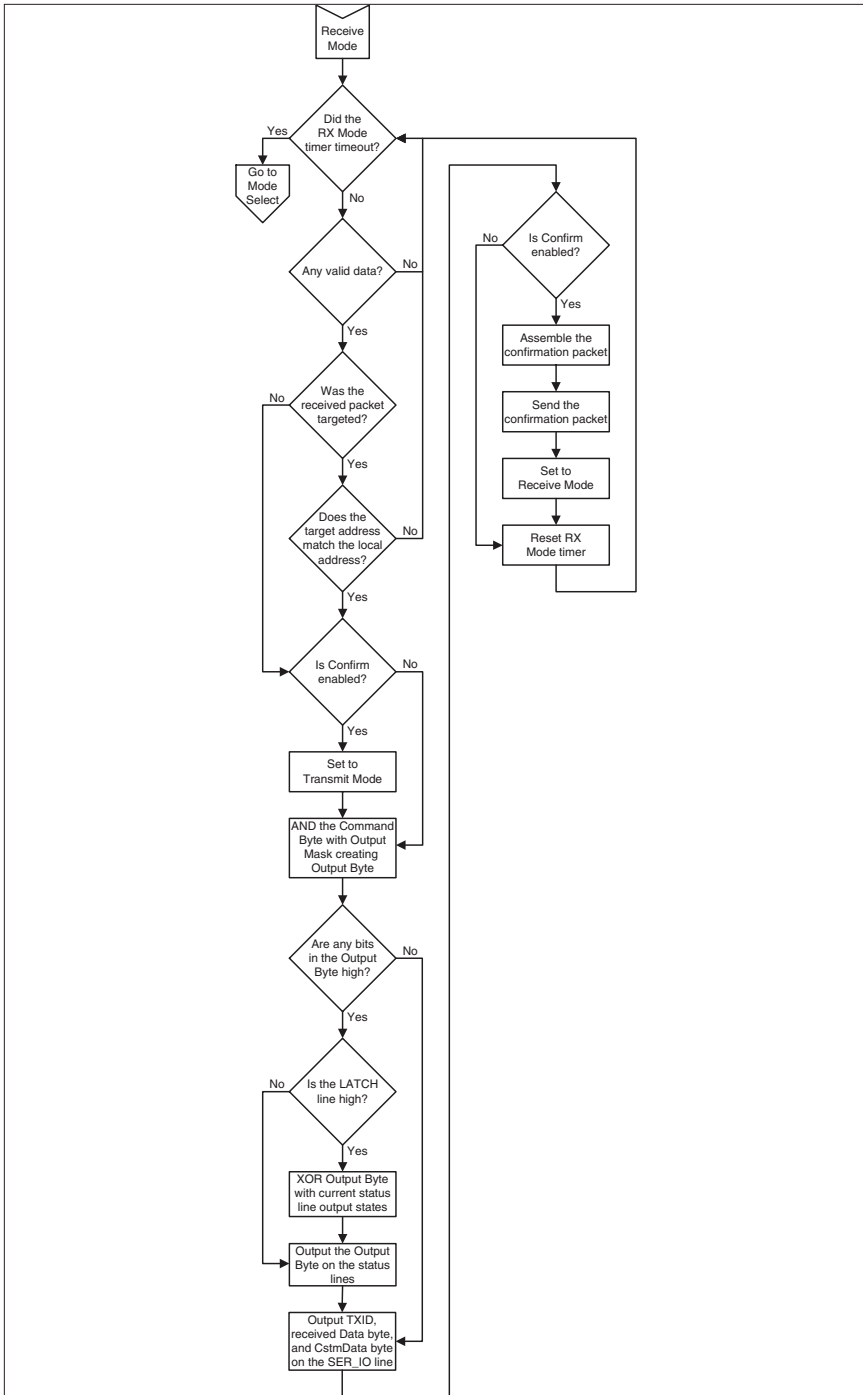 Receive
Mode
Did the
RX Mode
timer timeout?
Yes
Go to
Mode
Select
No
Any valid data?
No
Yes
Was the
received packet
targeted?
No
Yes
Does the
target address
match the local
address?
No
Yes
Is Confirm
enabled?
No
Yes
Set to
Transmit Mode
AND the Command
Byte with Output
Mask creating
Output Byte
Are any bits
in the Output
Byte high?
No
Yes
Is the LATCH
line high?
No
Yes
XOR Output Byte
with current status
line output states
Output the Output
Byte on the status
lines
Output TXID,
received Data byte,
and CstmData byte
on the SER_IO line
Is Confirm
enabled?
No
Yes
Assemble the
confirmation packet
Send the
confirmation packet
Set to
Receive Mode
Reset RX
Mode timer